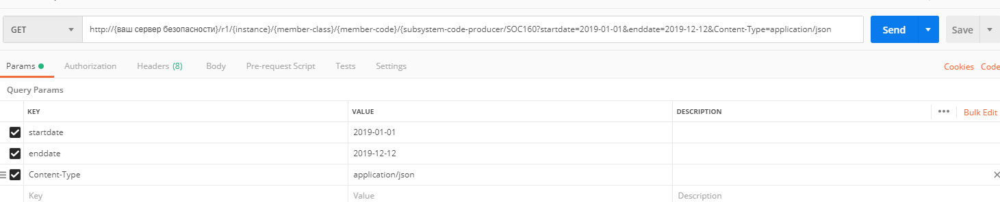 GET http://{ваш сервер безопасности}/r1/{instance}/{member-class}/{member-code}/{subsystem-code-producer/SOC160?startdate=2019-01-01&enddate=2019-12-12&Content-Type=application/json Send Save
Params Authorization Headers (8) Body Pre-request Script Tests Settings Cookies Code
Query Params
KEY VALUE DESCRIPTION ••• Bulk Edit
startdate 2019-01-01
enddate 2019-12-12
Content-Type application/json
Key Value Description